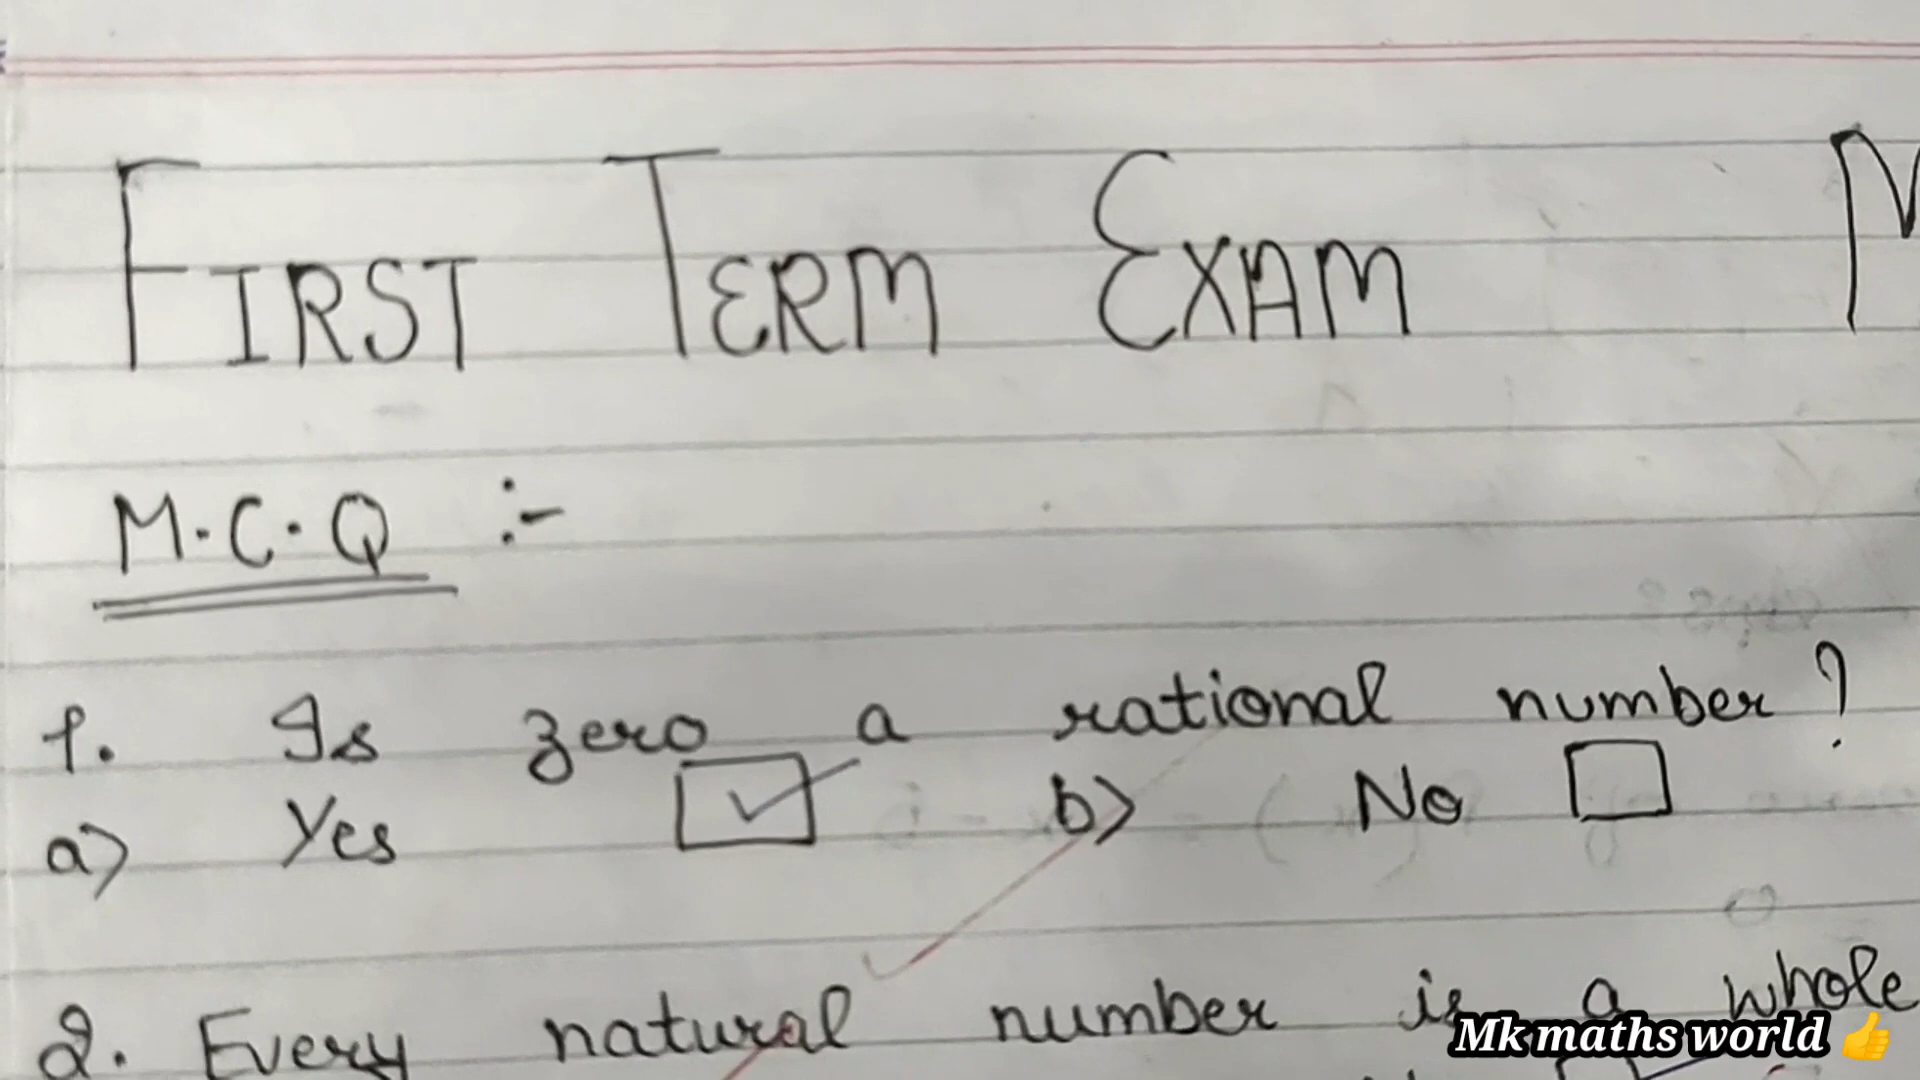 FIRST TERM EXAM
M.C.Q :-
1. Is zero a rational number?
a) Yes b) No
2. Every natural number is a whole
Mk maths world 👍